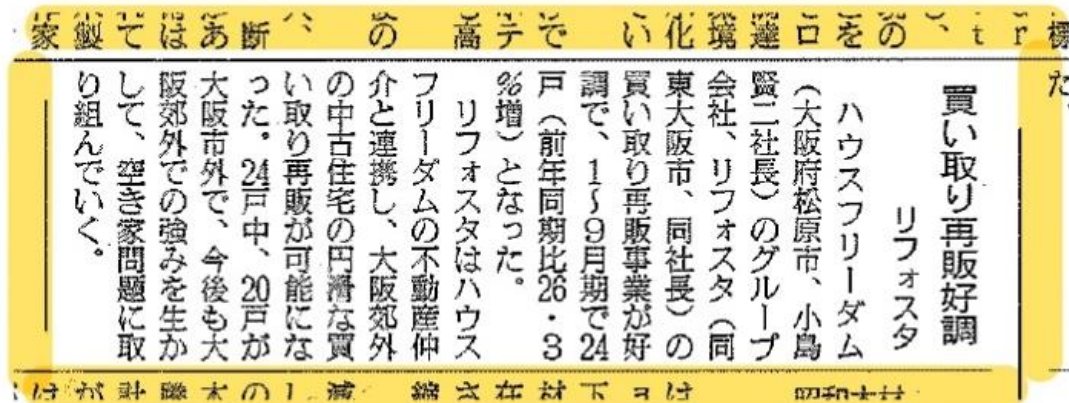 買い取り再販好調
リフォスタ
ハウスフリーダム
（大阪府松原市、小島
賢二社長）のグループ
会社、リフォスタ（同
東大阪市、同社長）の
買い取り再販事業が好
調で、1〜9月期で24
戸（前年同期比26・3
％増）となった。
リフォスタはハウス
フリーダムの不動産仲
介と連携し、大阪郊外
の中古住宅の円滑な買
い取り再販が可能にな
った。24戸中、20戸が
大阪市外で、今後も大
阪郊外での強みを生か
して、空き家問題に取
り組んでいく。